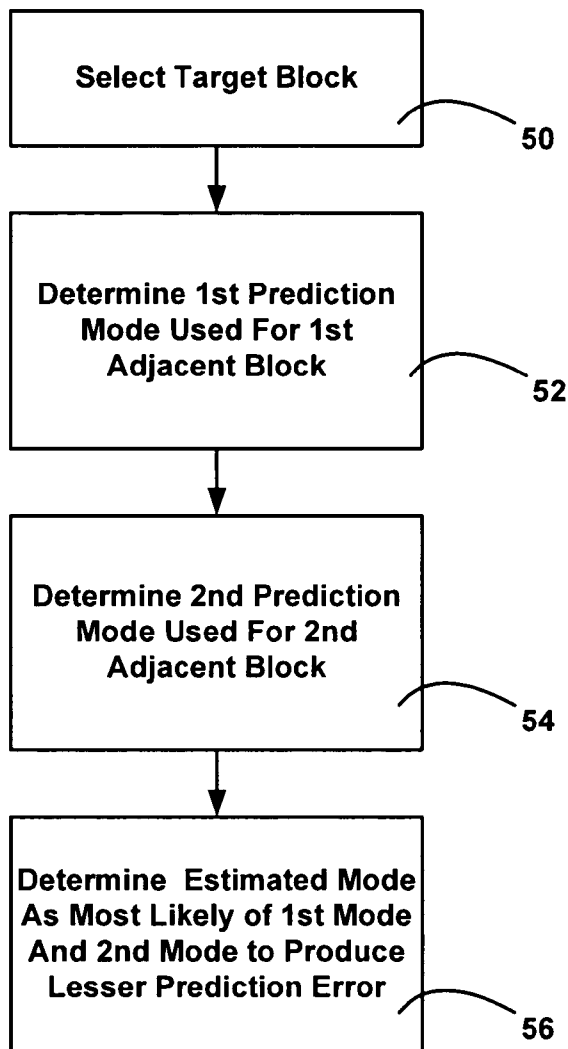 Select Target Block
50
Determine 1st Prediction
Mode Used For 1st
Adjacent Block
52
Determine 2nd Prediction
Mode Used For 2nd
Adjacent Block
54
Determine Estimated Mode
As Most Likely of 1st Mode
And 2nd Mode to Produce
Lesser Prediction Error
56